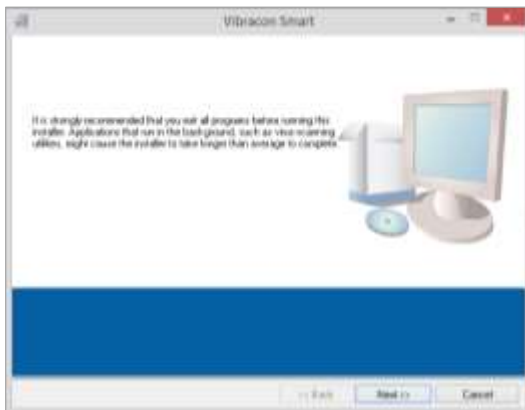 Vibracon Smart
It is strongly recommended that you exit all programs before running this
installer. Applications that run in the background, such as virus-scanning
utilities, might cause the installer to take longer than average to complete.
<< Back Next >> Cancel